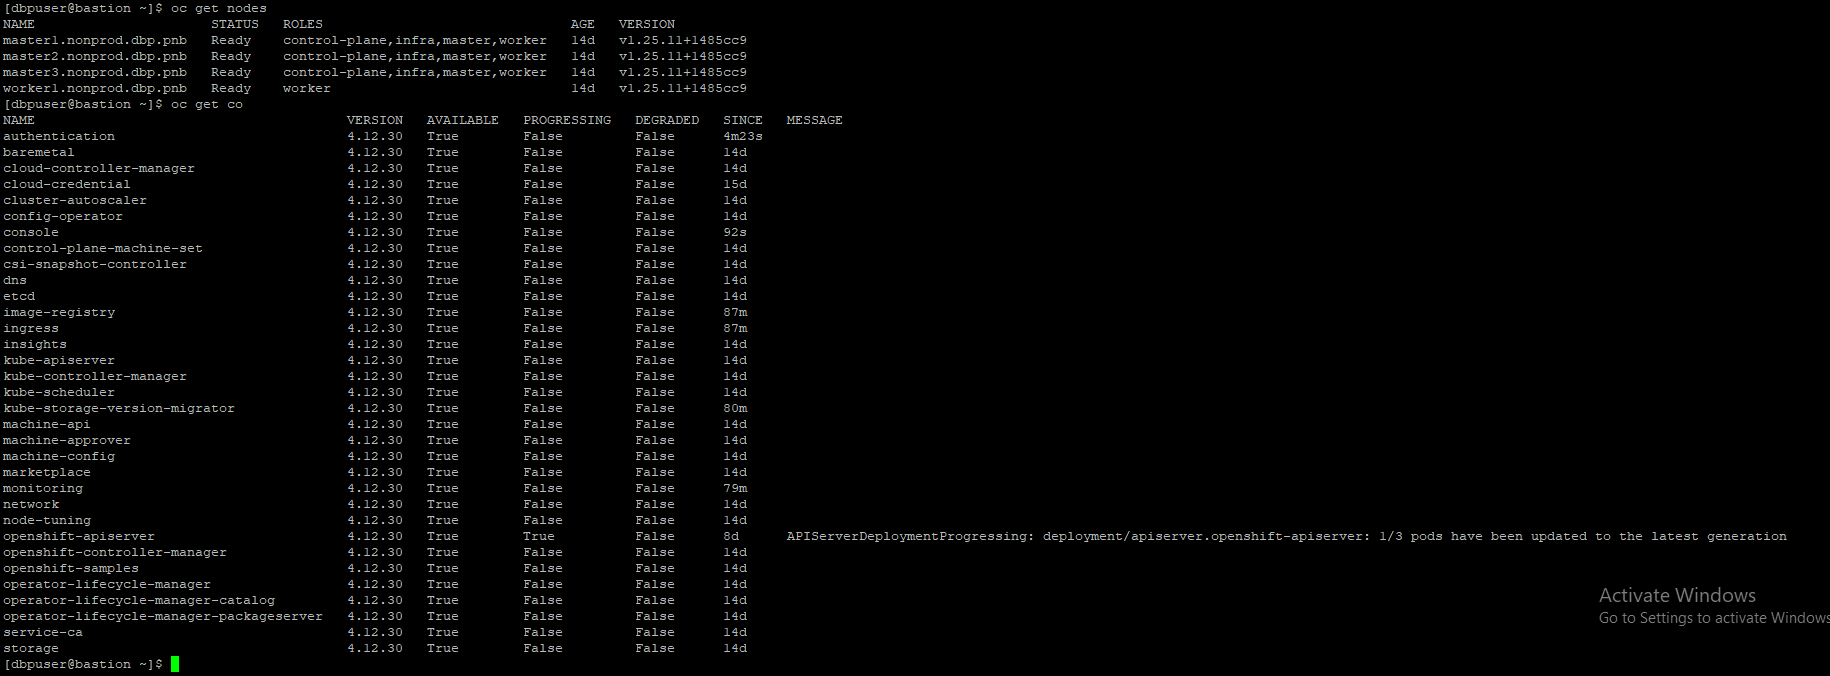 [dbpuser@bastion ~]$ oc get nodes
NAME STATUS ROLES AGE VERSION
master1.nonprod.dbp.pnb Ready control-plane,infra,master,worker 14d v1.25.11+1485cc9
master2.nonprod.dbp.pnb Ready control-plane,infra,master,worker 14d v1.25.11+1485cc9
master3.nonprod.dbp.pnb Ready control-plane,infra,master,worker 14d v1.25.11+1485cc9
worker1.nonprod.dbp.pnb Ready worker 14d v1.25.11+1485cc9
[dbpuser@bastion ~]$ oc get co
NAME VERSION AVAILABLE PROGRESSING DEGRADED SINCE MESSAGE
authentication 4.12.30 True False False 4m23s
baremetal 4.12.30 True False False 14d
cloud-controller-manager 4.12.30 True False False 14d
cloud-credential 4.12.30 True False False 15d
cluster-autoscaler 4.12.30 True False False 14d
config-operator 4.12.30 True False False 14d
console 4.12.30 True False False 92s
control-plane-machine-set 4.12.30 True False False 14d
csi-snapshot-controller 4.12.30 True False False 14d
dns 4.12.30 True False False 14d
etcd 4.12.30 True False False 14d
image-registry 4.12.30 True False False 87m
ingress 4.12.30 True False False 87m
insights 4.12.30 True False False 14d
kube-apiserver 4.12.30 True False False 14d
kube-controller-manager 4.12.30 True False False 14d
kube-scheduler 4.12.30 True False False 14d
kube-storage-version-migrator 4.12.30 True False False 80m
machine-api 4.12.30 True False False 14d
machine-approver 4.12.30 True False False 14d
machine-config 4.12.30 True False False 14d
marketplace 4.12.30 True False False 14d
monitoring 4.12.30 True False False 79m
network 4.12.30 True False False 14d
node-tuning 4.12.30 True False False 14d
openshift-apiserver 4.12.30 True True False 8d APIServerDeploymentProgressing: deployment/apiserver.openshift-apiserver: 1/3 pods have been updated to the latest generation
openshift-controller-manager 4.12.30 True False False 14d
openshift-samples 4.12.30 True False False 14d
operator-lifecycle-manager 4.12.30 True False False 14d
operator-lifecycle-manager-catalog 4.12.30 True False False 14d
operator-lifecycle-manager-packageserver 4.12.30 True False False 14d
service-ca 4.12.30 True False False 14d
storage 4.12.30 True False False 14d
[dbpuser@bastion ~]$
Activate Windows
Go to Settings to activate Windows